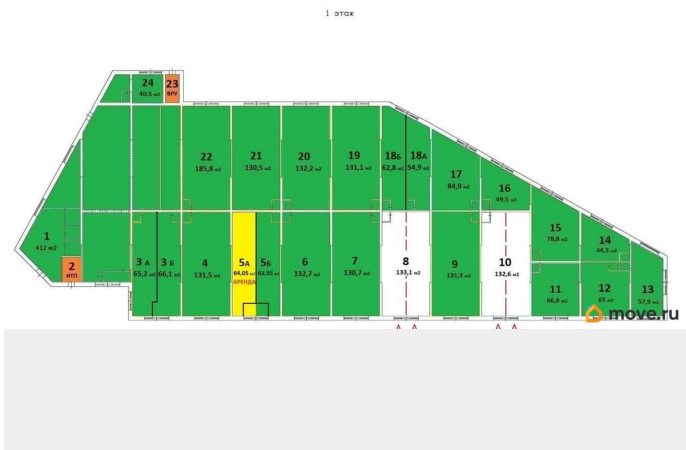 1 этаж
24
40,5 м2
23
ВРУ
22
185,8 м2
21
130,5 м2
20
132,2 м2
19
131,1 м2
18Б
62,8 м2
18А
54,9 м2
17
84,9 м2
16
49,5 м2
15
78,8 м2
14
44,3 м2
1
412 м2
2
ИТП
3 А
65,2 м2
3 Б
66,1 м2
4
131,5 м2
5А
64,05 м2
АРЕНДА
5Б
63,55 м2
6
132,7 м2
7
130,7 м2
8
133,1 м2
9
131,3 м2
10
132,6 м2
11
66,8 м2
12
65 м2
13
57,9 м2
move.ru